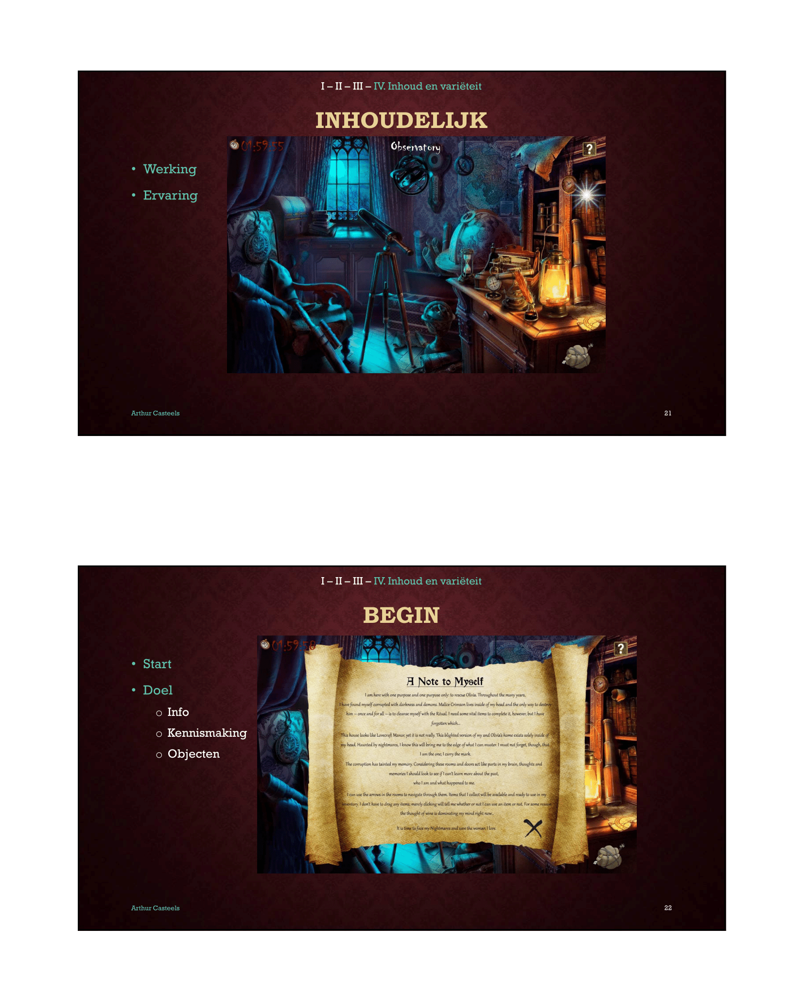 I – II – III – IV. Inhoud en variëteit
INHOUDELIJK
01:59:55
Observatory
?
• Werking
• Ervaring
Arthur Casteels
21
I – II – III – IV. Inhoud en variëteit
BEGIN
01:59:58
?
• Start
• Doel
o Info
o Kennismaking
o Objecten
A Note to Myself
I am here with one purpose and one purpose only: to rescue Olivia. Throughout the many years,
I have found myself corrupted with darkness and demons. Malice Crimson lives inside of my head and the only way to destroy
him – once and for all – is to cleanse myself with the Ritual. I need some vital items to complete it, however, but I have
forgotten which...
This house looks like Lovecraft Manor, yet it is not really. This blighted version of my and Olivia's home exists solely inside of
my head. Haunted by nightmares, I know this will bring me to the edge of what I can muster. I must not forget, though, that
I am the one; I carry the mark.
The corruption has tainted my memory. Considering these rooms and doors act like parts in my brain, thoughts and
memories I should look to see if I can't learn more about the past,
who I am and what happened to me.
I can use the arrows in the rooms to navigate through them. Items that I collect will be available and ready to use in my
inventory. I don't have to drag any items; merely clicking will tell me whether or not I can use an item or not. For some reason
the thought of wine is dominating my mind right now...
It is time to face my Nightmares and save the woman I love.
Arthur Casteels
22